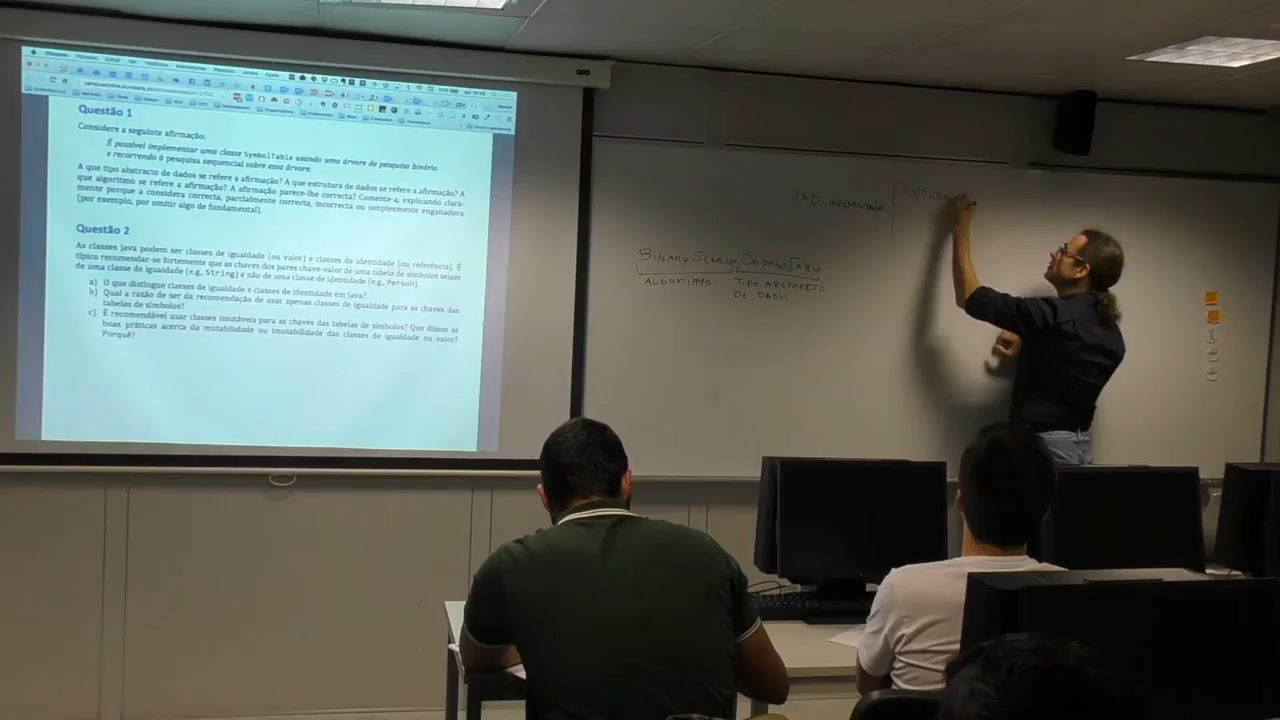 Questão 1
Considere a seguinte afirmação:
É possível implementar uma classe SymbolTable usando uma árvore de pesquisa binária
e recorrendo à pesquisa sequencial sobre essa árvore.
A que tipo abstracto de dados se refere a afirmação? A que estrutura de dados se refere a afirmação? A
que algoritmo se refere a afirmação? A afirmação parece-lhe correcta? Comente-a, explicando clara-
mente porque a considera correcta, parcialmente correcta, incorrecta ou simplesmente enganadora
(por exemplo, por omitir algo de fundamental).
Questão 2
As classes java podem ser classes de igualdade (ou valor) e classes de identidade (ou referência). É
típico recomendar-se fortemente que as chaves dos pares chave-valor de uma tabela de símbolos sejam
de uma classe de igualdade (e.g., String) e não de uma classe de identidade (e.g. Person).
a) O que distingue classes de igualdade e classes de identidade em java?
b) Qual a razão de ser da recomendação de usar apenas classes de igualdade para as chaves das
tabelas de símbolos?
c) É recomendável usar classes imutáveis para as chaves das tabelas de símbolos? Que dizem as
boas práticas acerca da mutabilidade ou imutabilidade das classes de igualdade ou valor?
Porquê?
TAD
BINARY SEARCH
ALGORITMO TIPO ABSTRACTO
DE DADOS